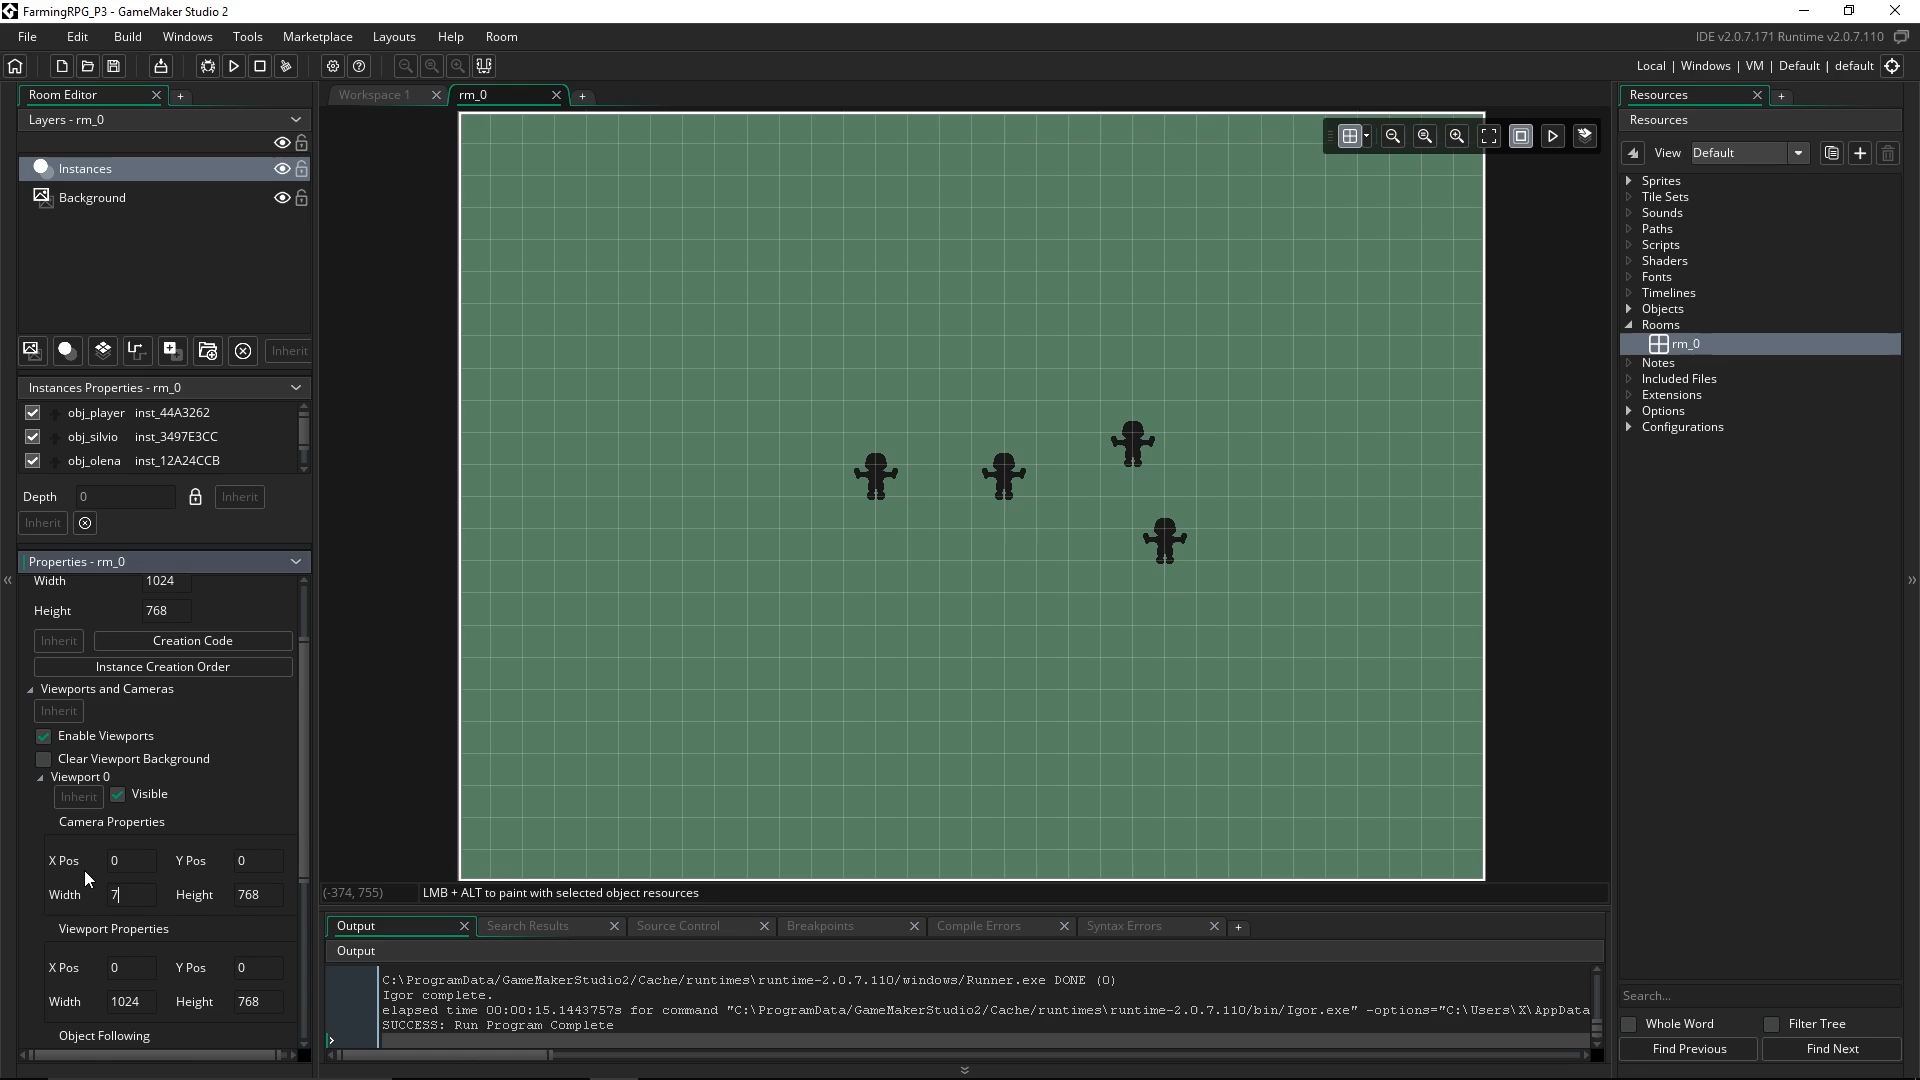 FarmingRPG_P3 - GameMaker Studio 2
File Edit Build Windows Tools Marketplace Layouts Help Room
IDE v2.0.7.171 Runtime v2.0.7.110
Local | Windows | VM | Default | default
Room Editor
Workspace 1
rm_0
Resources
Layers - rm_0
Resources
View Default
Instances
Background
Sprites
Tile Sets
Sounds
Paths
Scripts
Shaders
Fonts
Timelines
Objects
Rooms
rm_0
Notes
Included Files
Extensions
Options
Configurations
Inherit
Instances Properties - rm_0
obj_player inst_44A3262
obj_silvio inst_3497E3CC
obj_olena inst_12A24CCB
Depth 0 Inherit
Inherit
Properties - rm_0
Width 1024
Height 768
Inherit Creation Code
Instance Creation Order
Viewports and Cameras
Inherit
Enable Viewports
Clear Viewport Background
Viewport 0
Inherit Visible
Camera Properties
X Pos 0 Y Pos 0
Width 7 Height 768
Viewport Properties
X Pos 0 Y Pos 0
Width 1024 Height 768
Object Following
(-374, 755) LMB + ALT to paint with selected object resources
Output Search Results Source Control Breakpoints Compile Errors Syntax Errors
Output
C:\ProgramData/GameMakerStudio2/Cache/runtimes\runtime-2.0.7.110/windows/Runner.exe DONE (0)
Igor complete.
elapsed time 00:00:15.1443757s for command "C:\ProgramData/GameMakerStudio2/Cache/runtimes\runtime-2.0.7.110/bin/Igor.exe" -options="C:\Users\X\AppData
SUCCESS: Run Program Complete
Search...
Whole Word Filter Tree
Find Previous Find Next